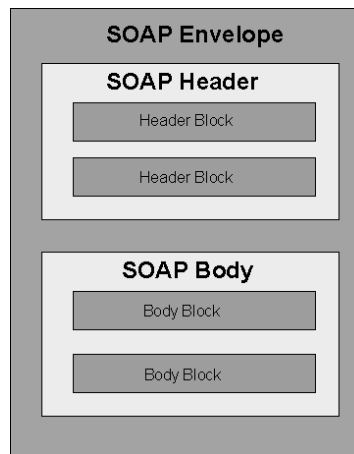 SOAP Envelope
SOAP Header
Header Block
Header Block
SOAP Body
Body Block
Body Block